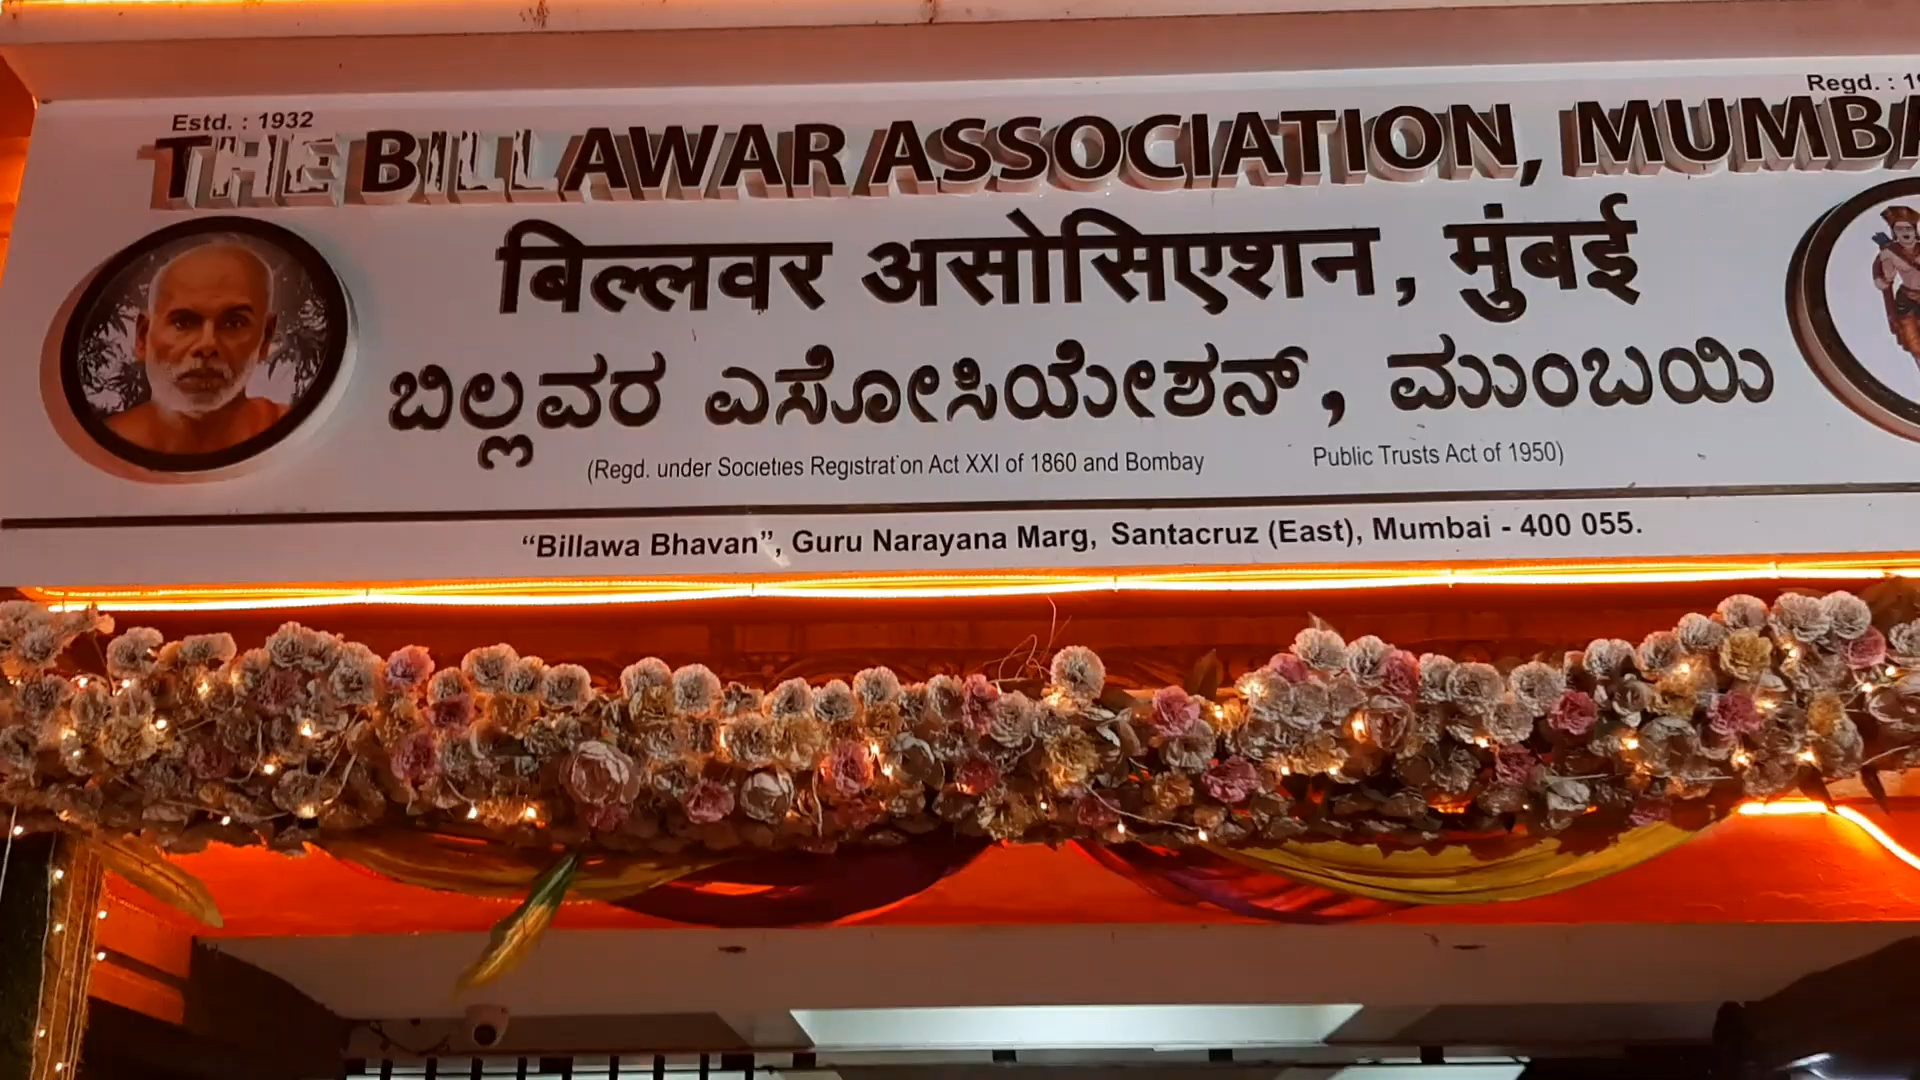 Estd. : 1932
Regd. :
THE BILLAWAR ASSOCIATION, MUMBA
बिल्लवर असोसिएशन, मुंबई
ಬಿಲ್ಲವರ ಎಸೋಸಿಯೇಶನ್, ಮುಂಬಯಿ
(Regd. under Societies Registration Act XXI of 1860 and Bombay Public Trusts Act of 1950)
“Billawa Bhavan”, Guru Narayana Marg, Santacruz (East), Mumbai - 400 055.